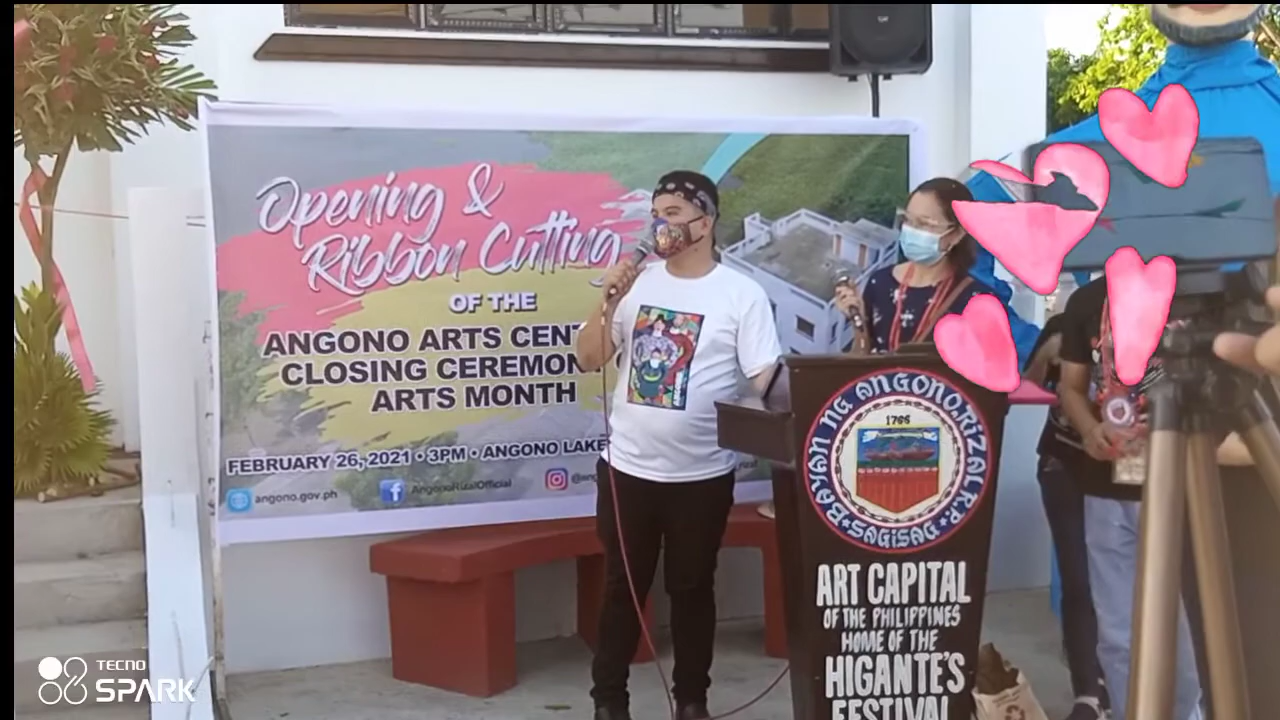 Opening &
Ribbon Cutting
OF THE
ANGONO ARTS CENT
CLOSING CEREMON
ARTS MONTH
FEBRUARY 26, 2021 • 3PM • ANGONO LAKE
angono.gov.ph
AngonoRizalOfficial
BAYAN NG ANGONO, RIZAL R.P.
1766
SAGISAG
ART CAPITAL
OF THE PHILIPPINES
HOME OF THE
HIGANTE'S
FESTIVAL
TECNO
SPARK